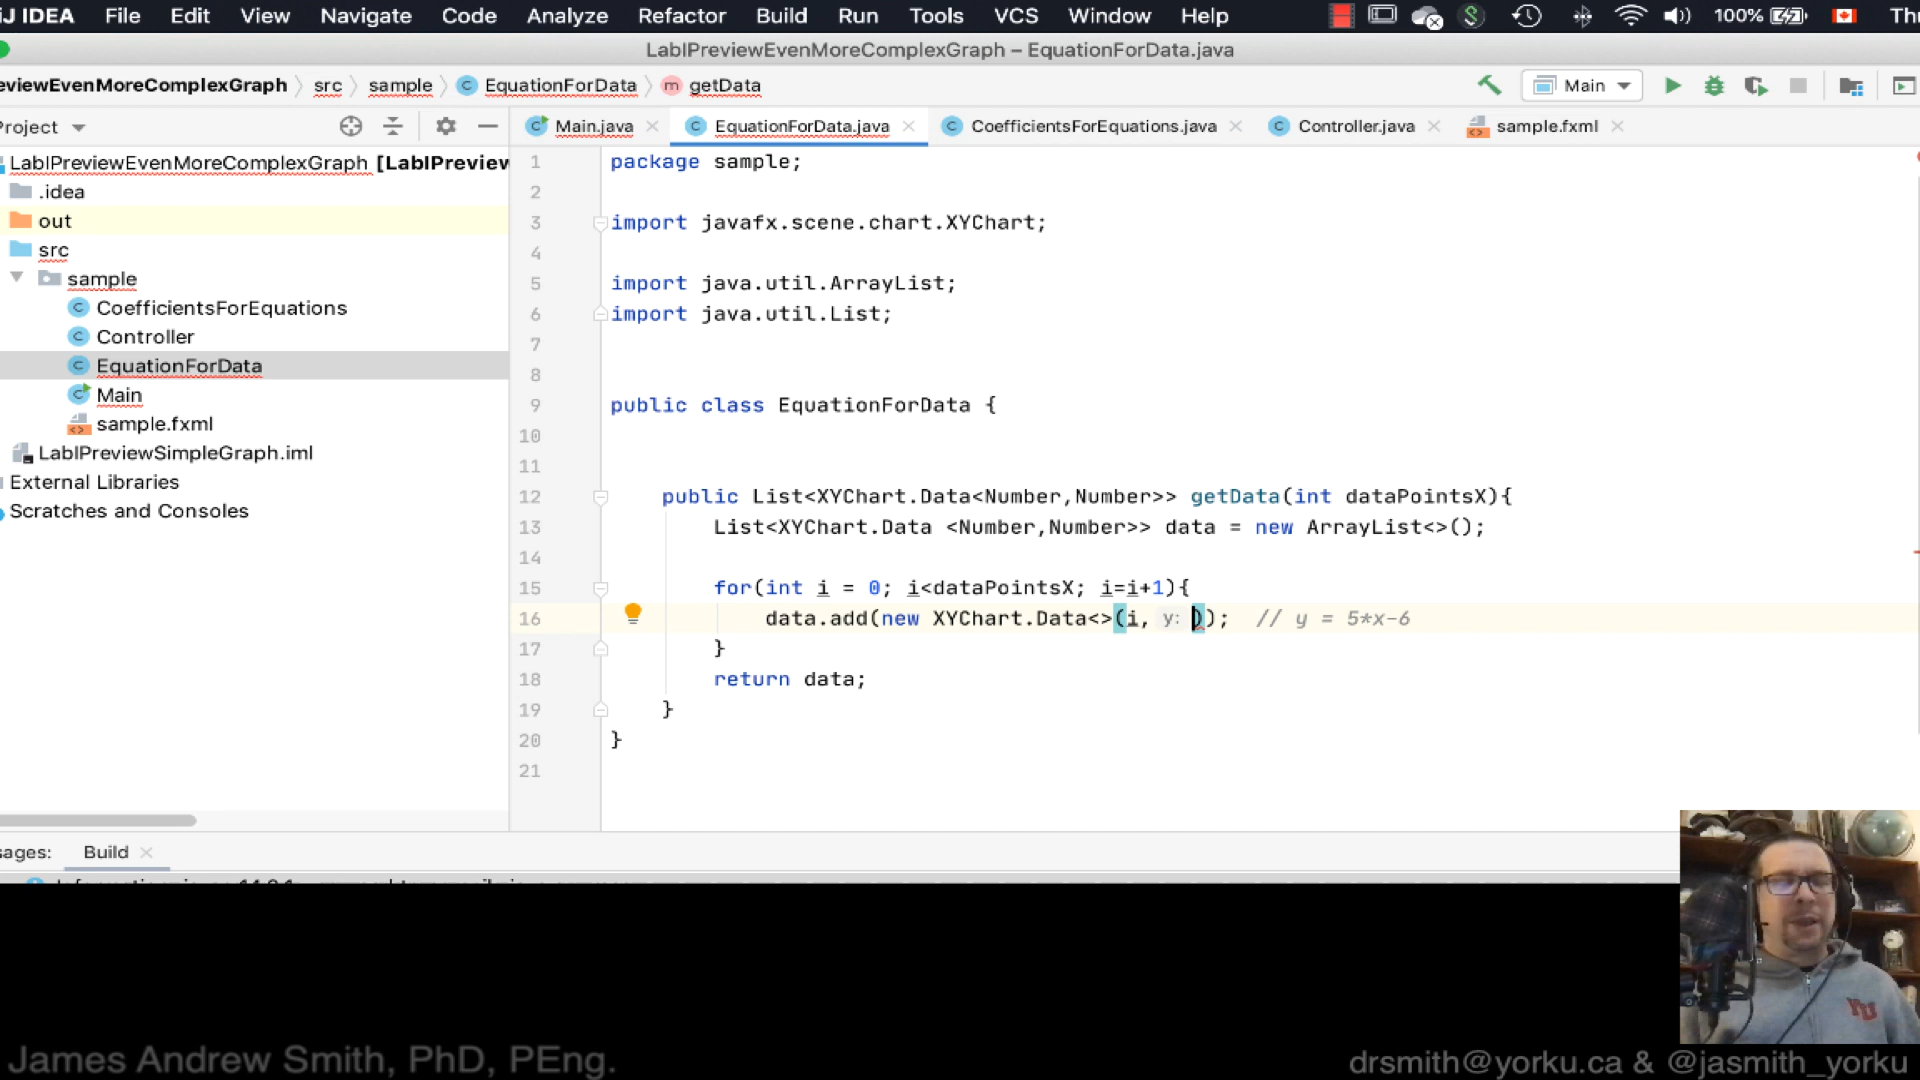 IJ IDEA File Edit View Navigate Code Analyze Refactor Build Run Tools VCS Window Help 100%
LabIPreviewEvenMoreComplexGraph – EquationForData.java
eviewEvenMoreComplexGraph src sample EquationForData getData Main
Project
Main.java EquationForData.java CoefficientsForEquations.java Controller.java sample.fxml
LabIPreviewEvenMoreComplexGraph [LabIPreview
.idea
out
src
sample
CoefficientsForEquations
Controller
EquationForData
Main
sample.fxml
LabIPreviewSimpleGraph.iml
External Libraries
Scratches and Consoles
1 package sample;
2
3 import javafx.scene.chart.XYChart;
4
5 import java.util.ArrayList;
6 import java.util.List;
7
8
9 public class EquationForData {
10
11
12 public List<XYChart.Data<Number,Number>> getData(int dataPointsX){
13 List<XYChart.Data <Number,Number>> data = new ArrayList<>();
14
15 for(int i = 0; i<dataPointsX; i=i+1){
16 data.add(new XYChart.Data<>(i, y: )); // y = 5*x-6
17 }
18 return data;
19 }
20 }
21
sages: Build
James Andrew Smith, PhD, PEng.
drsmith@yorku.ca & @jasmith_yorku